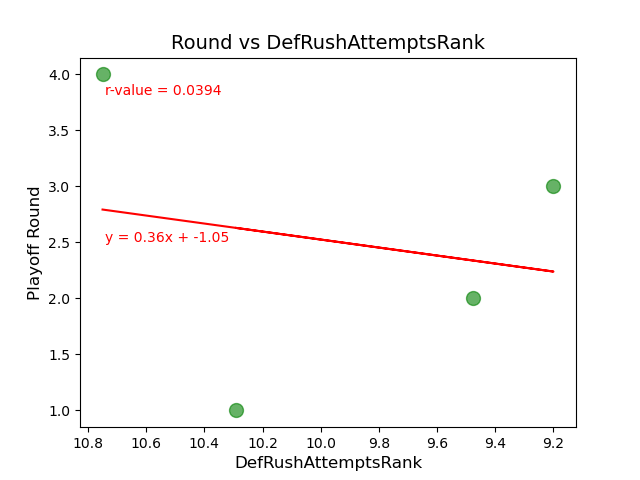 Round vs DefRushAttemptsRank
4.0
r-value = 0.0394
3.5
3.0
y = 0.36x + -1.05
2.5
2.0
1.5
1.0
Playoff Round
10.8 10.6 10.4 10.2 10.0 9.8 9.6 9.4 9.2
DefRushAttemptsRank